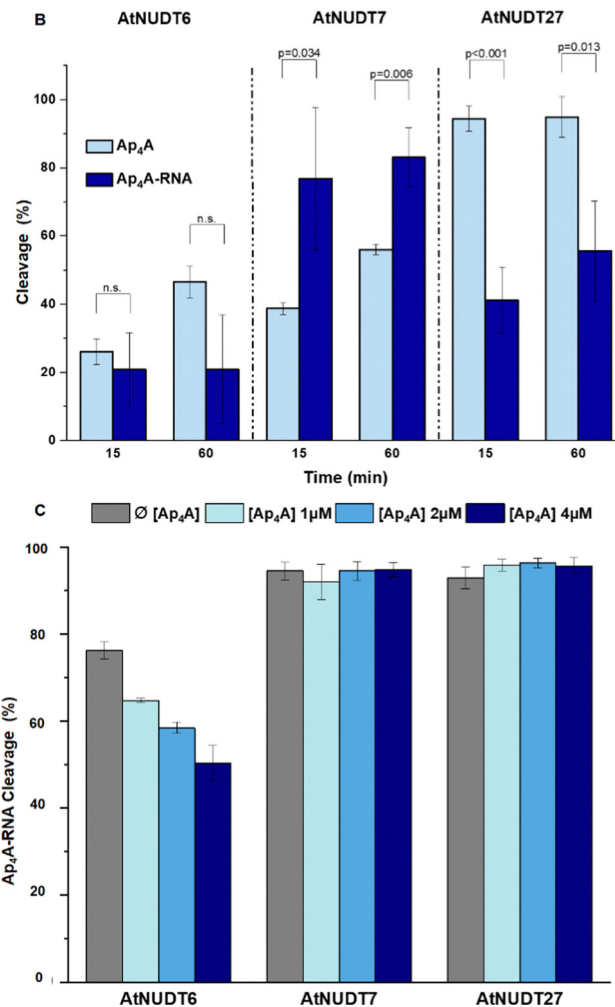 B
AtNUDT6 AtNUDT7 AtNUDT27
p=0.034 p=0.006 p<0.001 p=0.013
Ap₄A
Ap₄A-RNA
n.s. n.s.
Cleavage (%)
100
80
60
40
20
0
15 60 15 60 15 60
Time (min)
C
Ø [Ap₄A] [Ap₄A] 1µM [Ap₄A] 2µM [Ap₄A] 4µM
Ap₄A-RNA Cleavage (%)
100
80
60
40
20
0
AtNUDT6 AtNUDT7 AtNUDT27